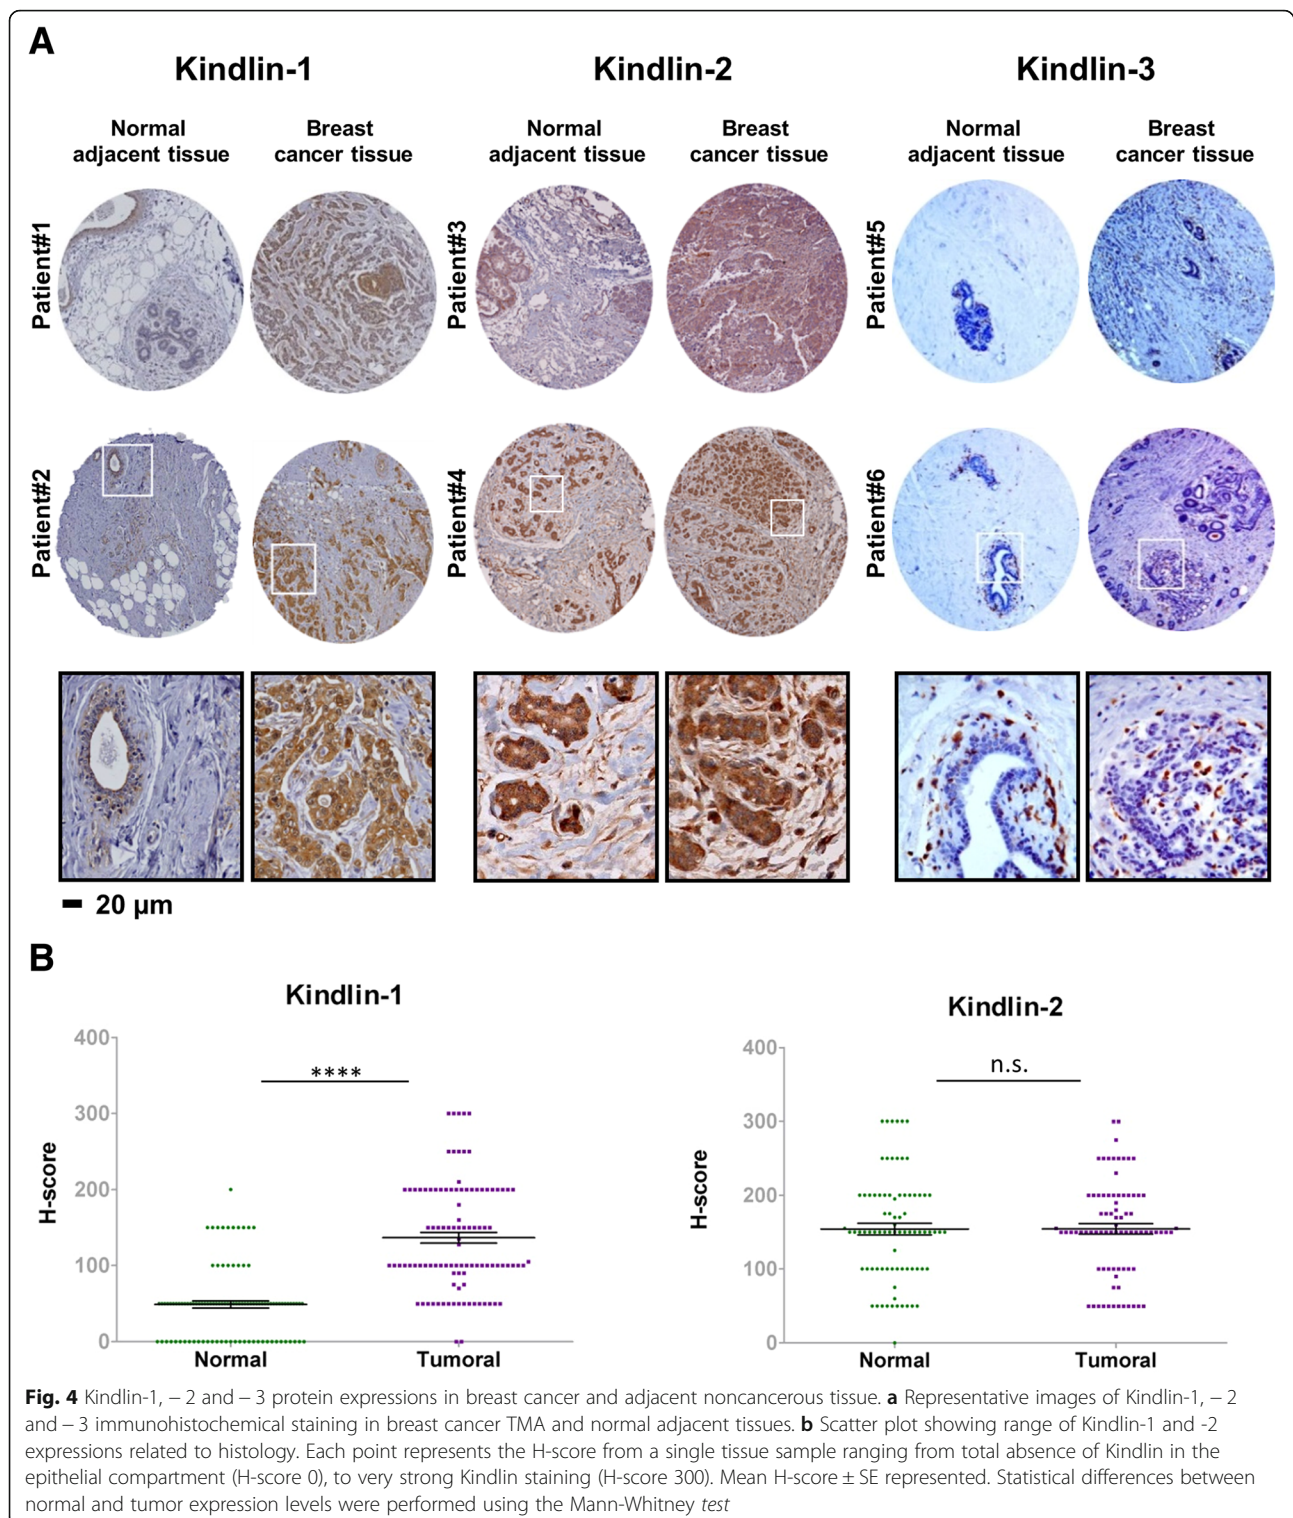 A
Kindlin-1
Kindlin-2
Kindlin-3
Normal
adjacent tissue
Breast
cancer tissue
Normal
adjacent tissue
Breast
cancer tissue
Normal
adjacent tissue
Breast
cancer tissue
Patient#1
Patient#3
Patient#5
Patient#2
Patient#4
Patient#6
20 µm
B
Kindlin-1
400
300
200
100
0
H-score
****
Normal
Tumoral
Kindlin-2
400
300
200
100
0
H-score
n.s.
Normal
Tumoral
Fig. 4 Kindlin-1, − 2 and − 3 protein expressions in breast cancer and adjacent noncancerous tissue. a Representative images of Kindlin-1, − 2
and − 3 immunohistochemical staining in breast cancer TMA and normal adjacent tissues. b Scatter plot showing range of Kindlin-1 and -2
expressions related to histology. Each point represents the H-score from a single tissue sample ranging from total absence of Kindlin in the
epithelial compartment (H-score 0), to very strong Kindlin staining (H-score 300). Mean H-score ± SE represented. Statistical differences between
normal and tumor expression levels were performed using the Mann-Whitney test